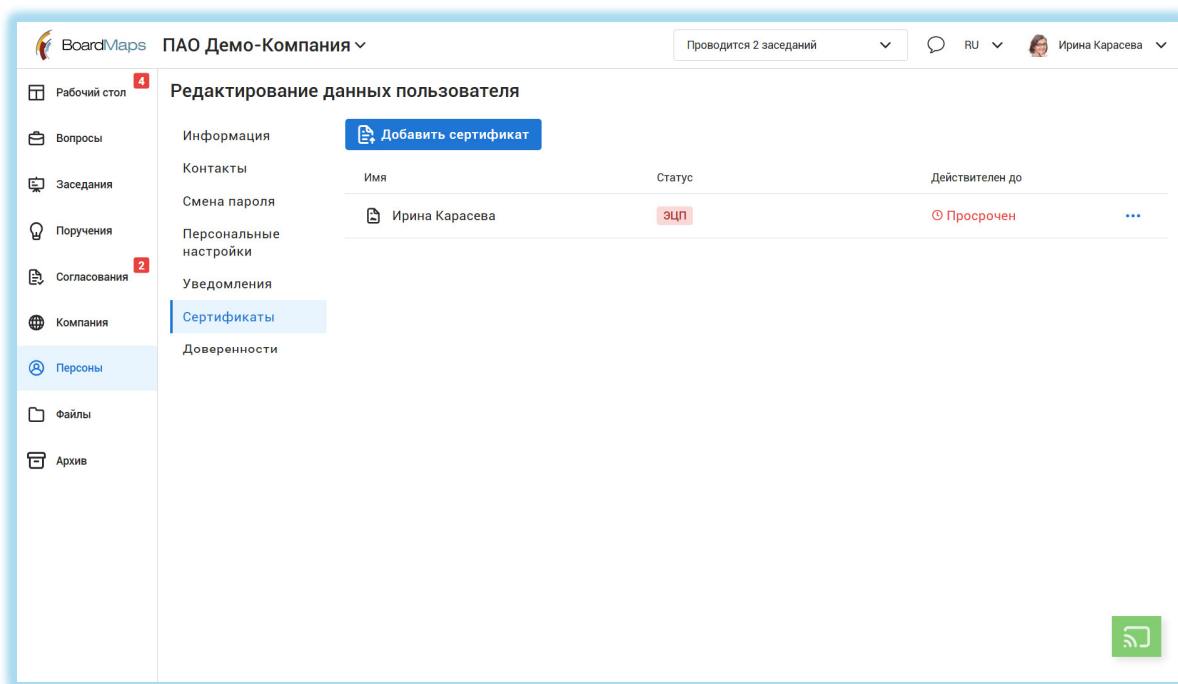 BoardMaps ПАО Демо-Компания Проводится 2 заседаний RU Ирина Карасева
Рабочий стол 4
Вопросы
Заседания
Поручения
Согласования 2
Компания
Персоны
Файлы
Архив
Редактирование данных пользователя
Информация
Контакты
Смена пароля
Персональные
настройки
Уведомления
Сертификаты
Доверенности
Добавить сертификат
Имя Статус Действителен до
Ирина Карасева ЭЦП Просрочен